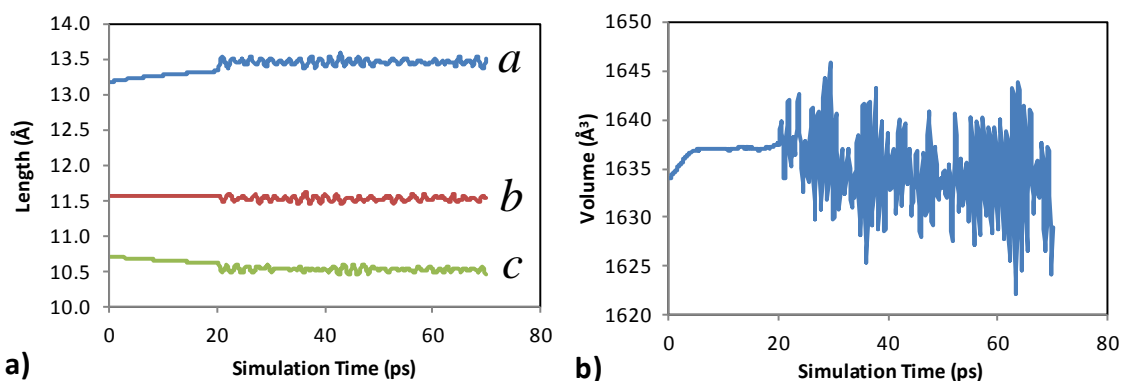 14.0
13.5
13.0
12.5
12.0
11.5
11.0
10.5
10.0
Length (Å)
a
b
c
0 20 40 60 80
Simulation Time (ps)
a)
1650
1645
1640
1635
1630
1625
1620
Volume (Å³)
0 20 40 60 80
Simulation Time (ps)
b)